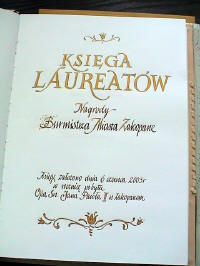 KSIĘGA
LAUREATÓW
Nagrody -
Burmistrza Miasta Zakopane
Księgę założono dnia 6 czerwca 2003r
w rocznicę pobytu
Ojca Św. Jana Pawła II w Zakopanem